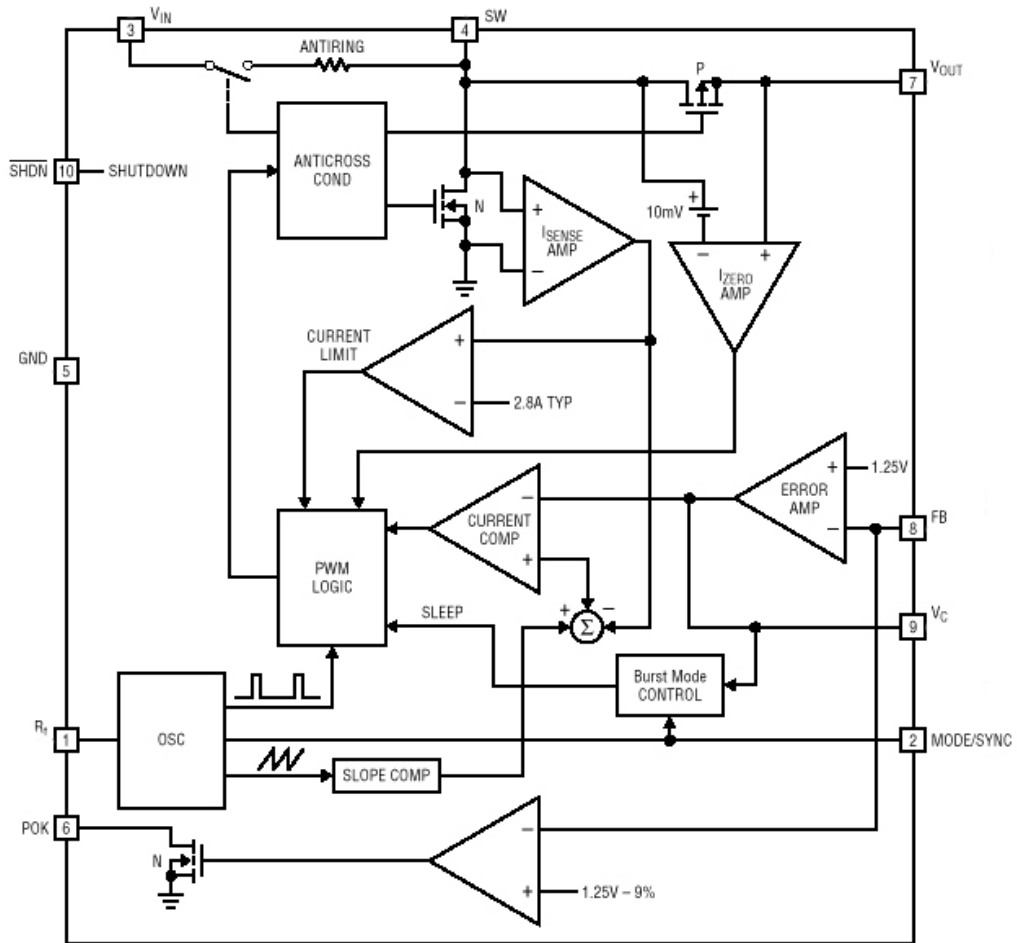 VIN
3
SW
4
ANTIRING
P
VOUT
7
SHDN
10
SHUTDOWN
ANTICROSS
COND
N
+
ISENSE
AMP
−
+
10mV
−
+
IZERO
AMP
GND
5
CURRENT
LIMIT
+
−
2.8A TYP
+
1.25V
ERROR
AMP
−
FB
8
−
CURRENT
COMP
+
PWM
LOGIC
SLEEP
+
−
Σ
VC
9
Burst Mode
CONTROL
Rt
1
OSC
2
MODE/SYNC
SLOPE COMP
POK
6
N
−
+
1.25V – 9%